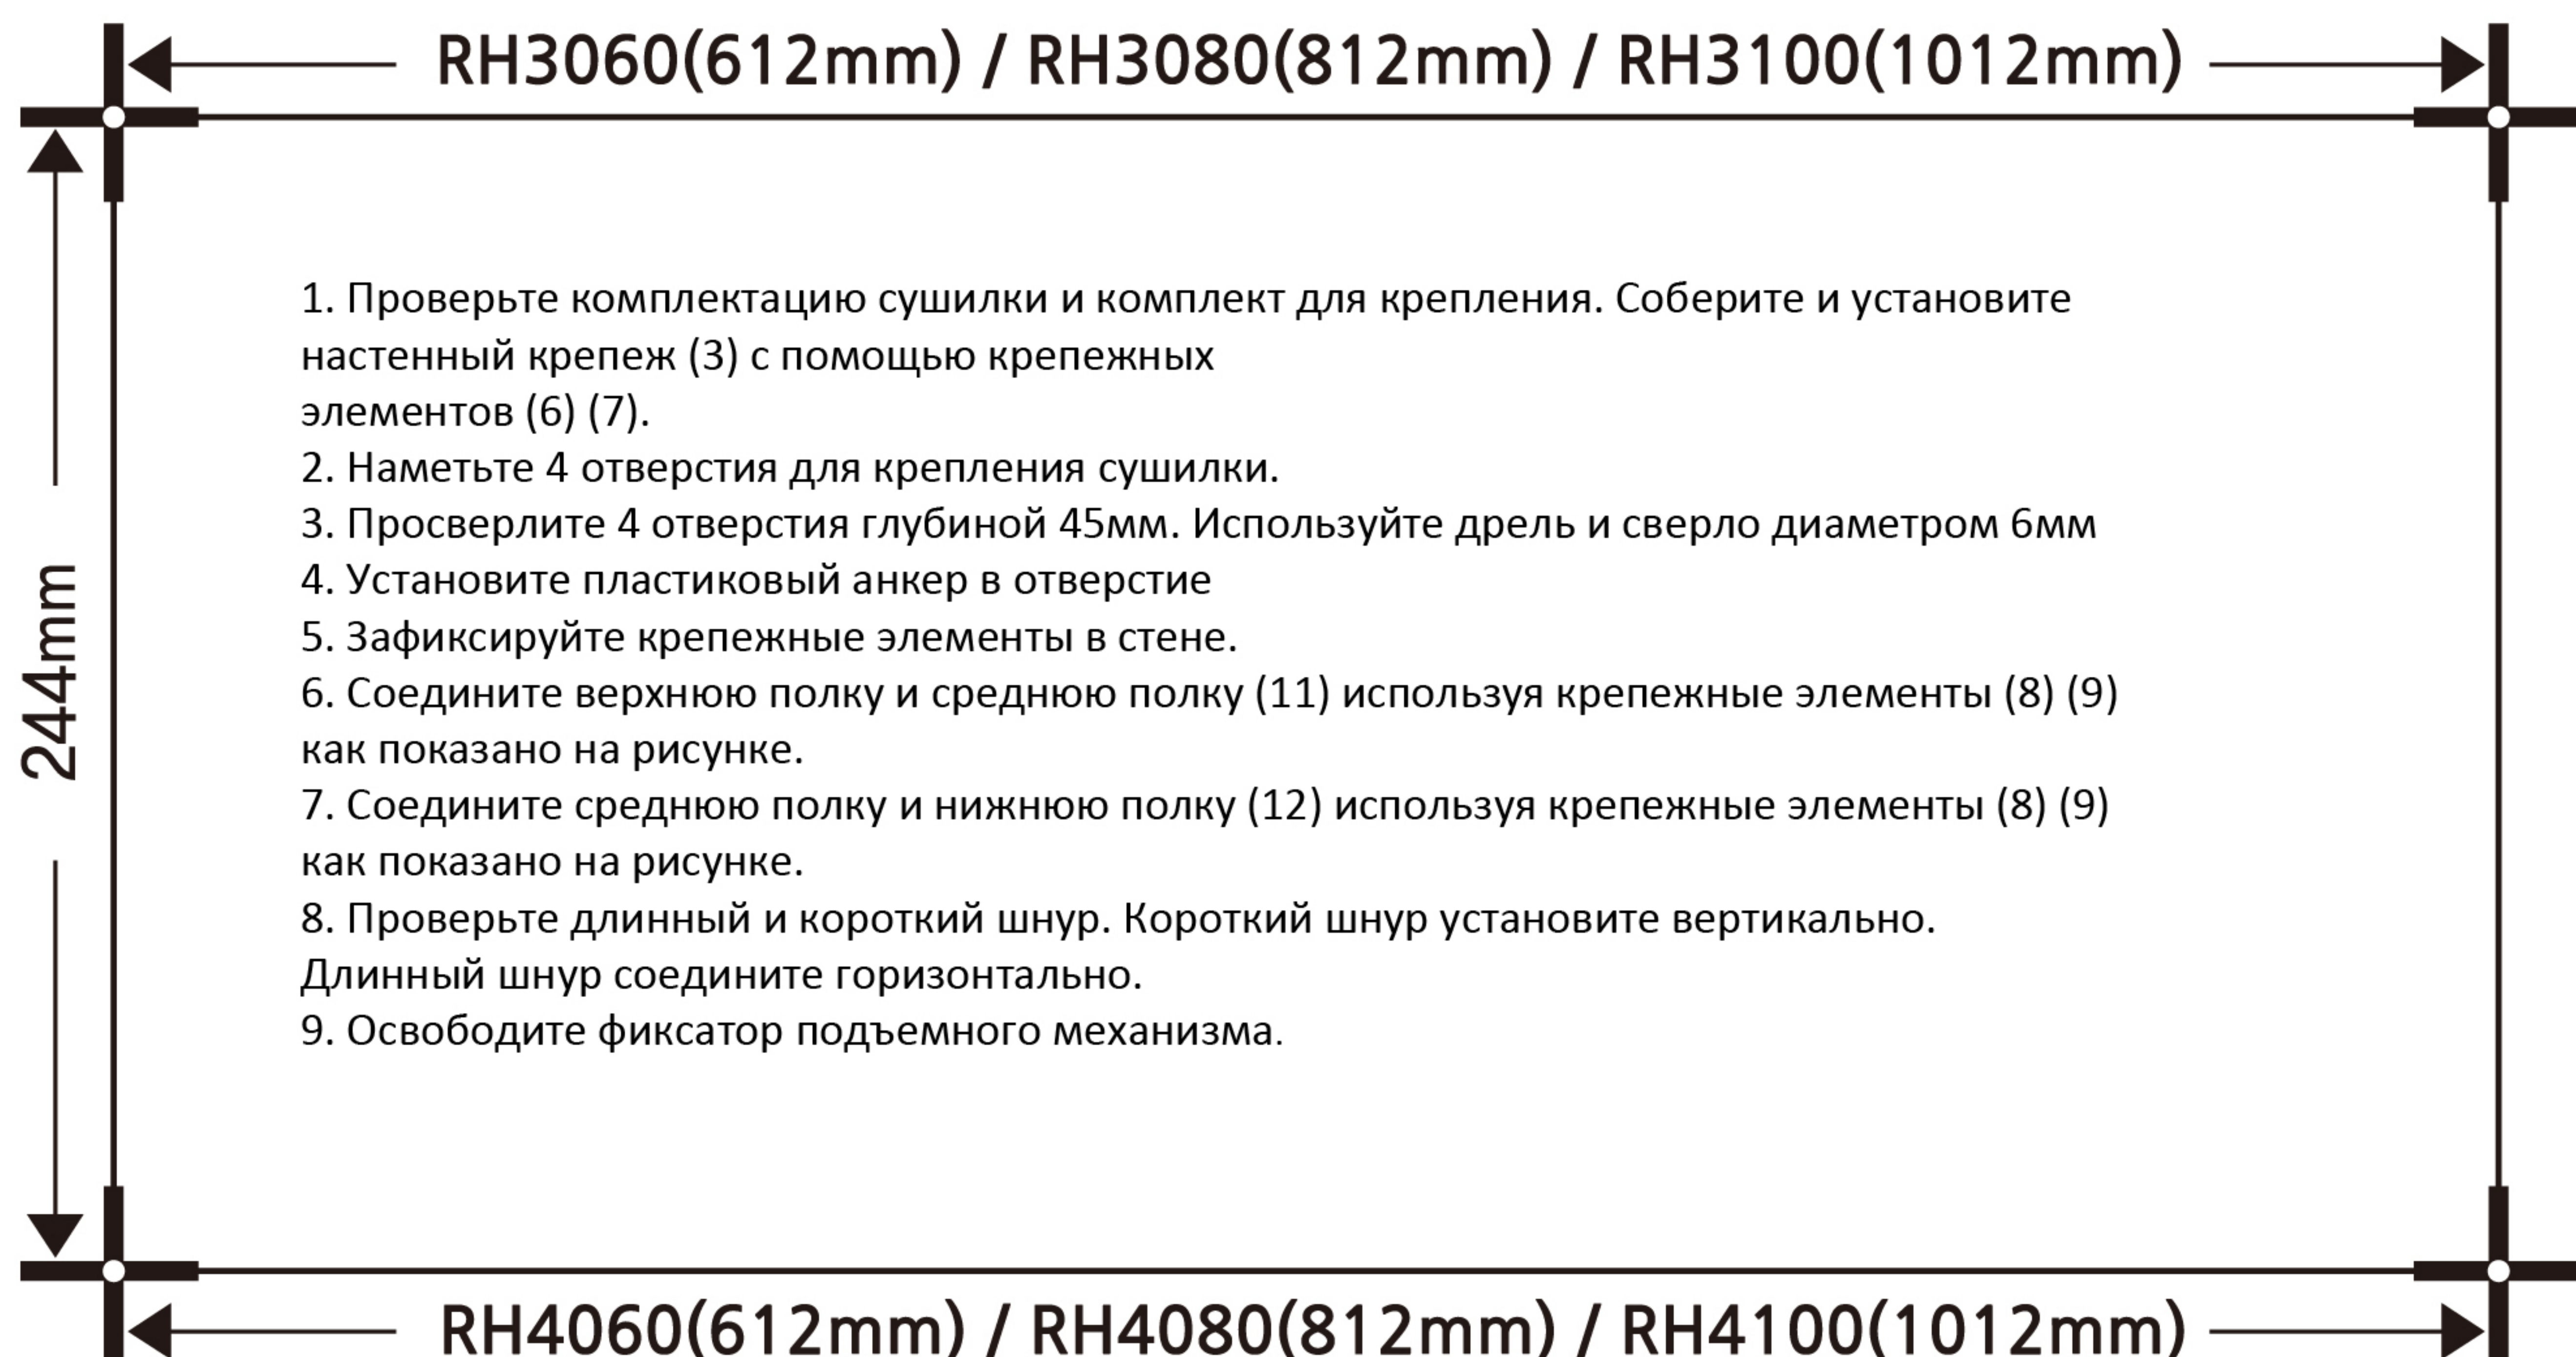 RH3060(612mm) / RH3080(812mm) / RH3100(1012mm)
244mm
1. Проверьте комплектацию сушилки и комплект для крепления. Соберите и установите
настенный крепеж (3) с помощью крепежных
элементов (6) (7).
2. Наметьте 4 отверстия для крепления сушилки.
3. Просверлите 4 отверстия глубиной 45мм. Используйте дрель и сверло диаметром 6мм
4. Установите пластиковый анкер в отверстие
5. Зафиксируйте крепежные элементы в стене.
6. Соедините верхнюю полку и среднюю полку (11) используя крепежные элементы (8) (9)
как показано на рисунке.
7. Соедините среднюю полку и нижнюю полку (12) используя крепежные элементы (8) (9)
как показано на рисунке.
8. Проверьте длинный и короткий шнур. Короткий шнур установите вертикально.
Длинный шнур соедините горизонтально.
9. Освободите фиксатор подъемного механизма.
RH4060(612mm) / RH4080(812mm) / RH4100(1012mm)